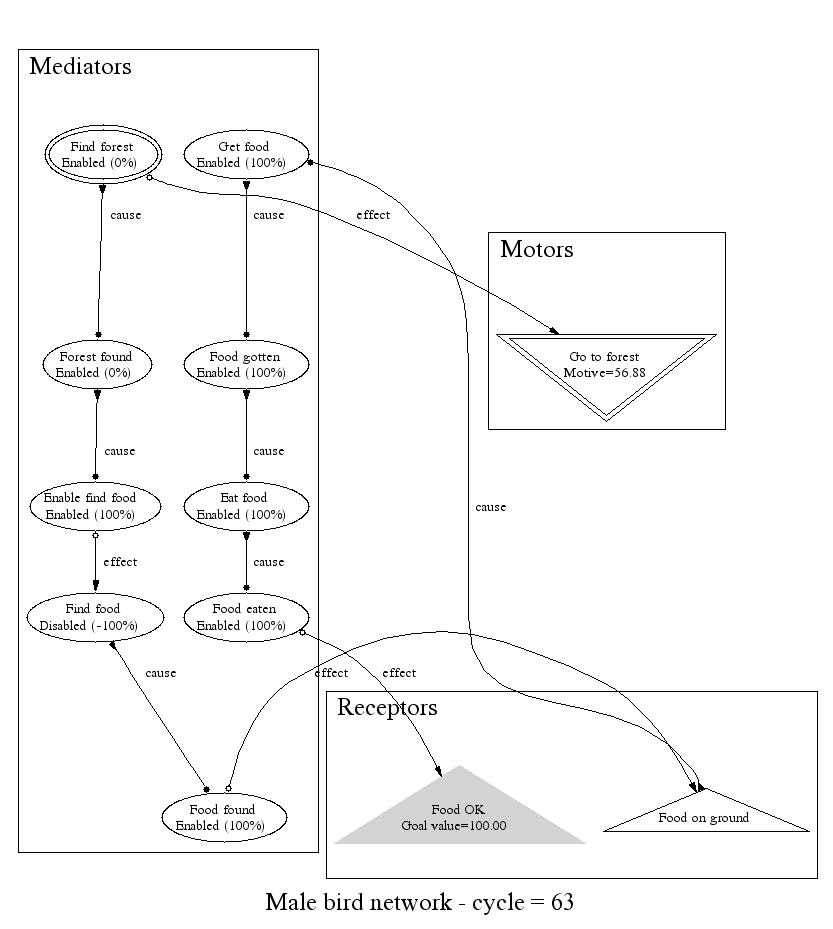 Mediators
Find forest
Enabled (0%)
Get food
Enabled (100%)
cause
cause
effect
Motors
Go to forest
Motive=56.88
Forest found
Enabled (0%)
Food gotten
Enabled (100%)
cause
cause
Enable find food
Enabled (100%)
Eat food
Enabled (100%)
cause
effect
cause
Find food
Disabled (-100%)
Food eaten
Enabled (100%)
cause
effect
effect
Receptors
Food found
Enabled (100%)
Food OK
Goal value=100.00
Food on ground
Male bird network - cycle = 63